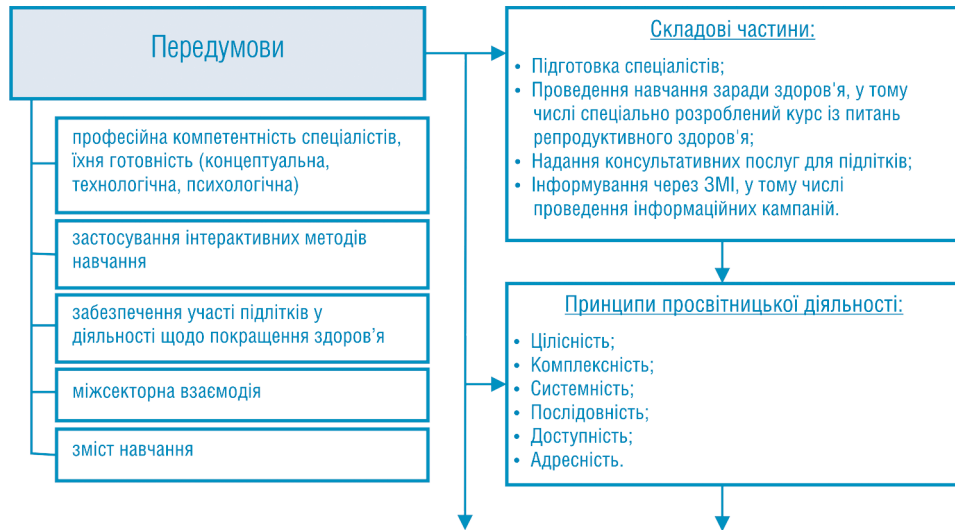 Передумови
професійна компетентність спеціалістів,
їхня готовність (концептуальна,
технологічна, психологічна)
застосування інтерактивних методів
навчання
забезпечення участі підлітків у
діяльності щодо покращення здоров’я
міжсекторна взаємодія
зміст навчання
Складові частини:
• Підготовка спеціалістів;
• Проведення навчання заради здоров'я, у тому
числі спеціально розроблений курс із питань
репродуктивного здоров'я;
• Надання консультативних послуг для підлітків;
• Інформування через ЗМІ, у тому числі
проведення інформаційних кампаній.
Принципи просвітницької діяльності:
• Цілісність;
• Комплексність;
• Системність;
• Послідовність;
• Доступність;
• Адресність.